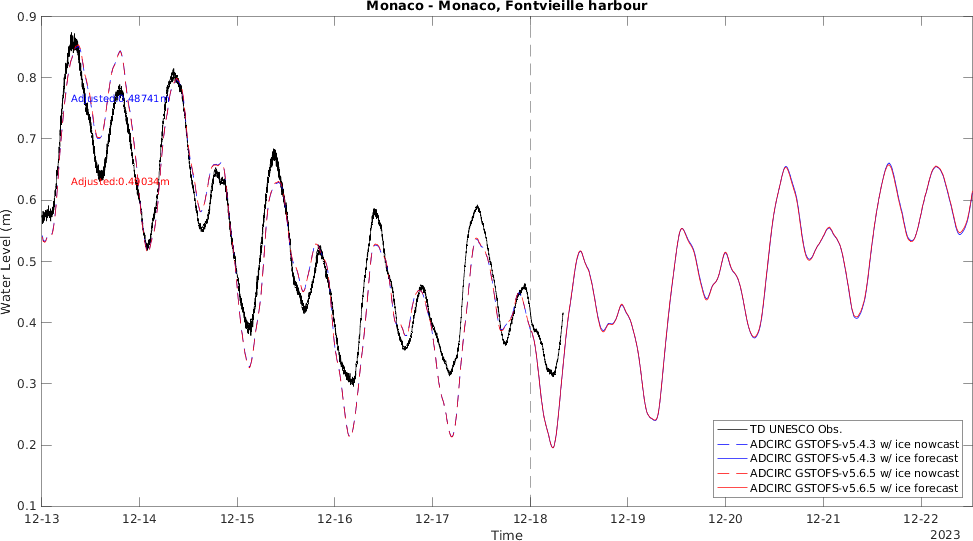 Monaco - Monaco, Fontvieille harbour
0.9
0.8
0.7
0.6
0.5
0.4
0.3
0.2
0.1
Water Level (m)
Adjusted:0.48741m
Adjusted:0.49034m
TD UNESCO Obs.
ADCIRC GSTOFS-v5.4.3 w/ ice nowcast
ADCIRC GSTOFS-v5.4.3 w/ ice forecast
ADCIRC GSTOFS-v5.6.5 w/ ice nowcast
ADCIRC GSTOFS-v5.6.5 w/ ice forecast
12-13 12-14 12-15 12-16 12-17 12-18 12-19 12-20 12-21 12-22
Time
2023